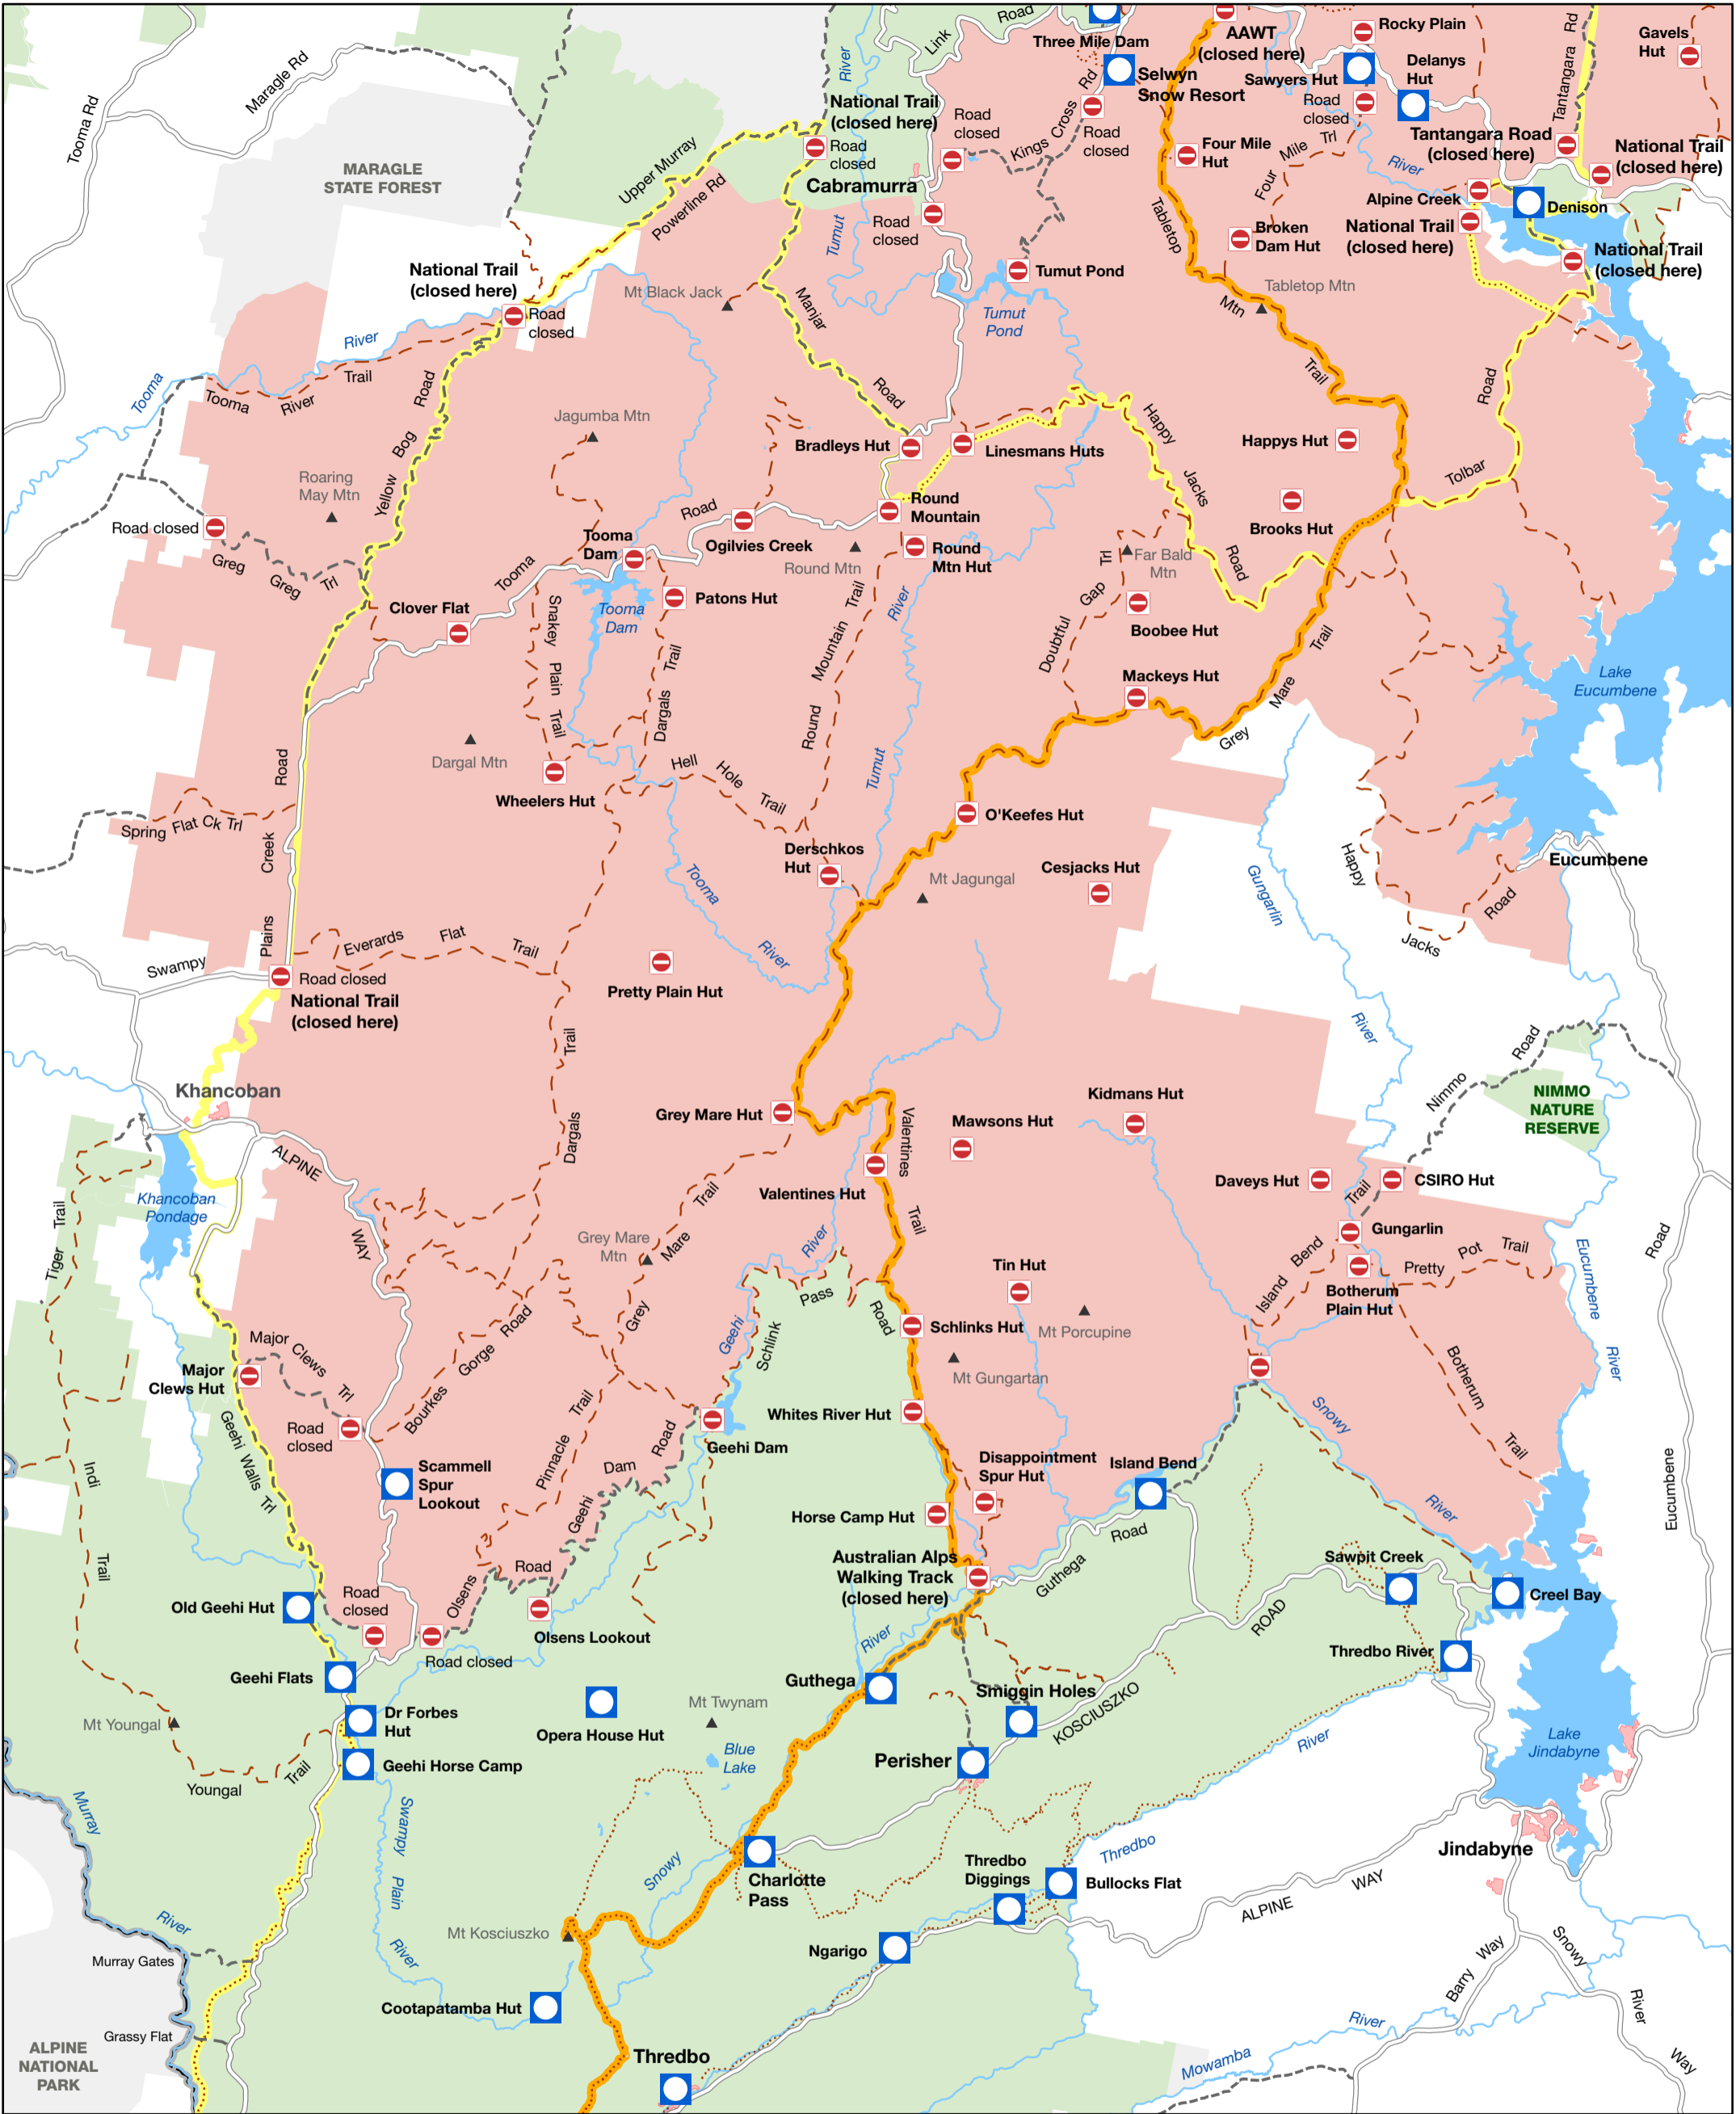 Road
Link
River
Three Mile Dam
AAWT
(closed here)
Rocky Plain
Tantangara Rd
Gavels
Hut
Maragle Rd
Tooma Rd
Selwyn
Snow Resort
Sawyers Hut
Delanys
Hut
National Trail
(closed here)
Road
closed
Road
closed
Kings Cross Rd
Road
closed
Road
closed
Four Mile
Hut
Four Mile Trl
River
Tantangara Road
(closed here)
National Trail
(closed here)
MARAGLE
STATE FOREST
Upper Murray
Powerline Rd
Cabramurra
Road
closed
Tumut
Tabletop
Alpine Creek
Denison
National Trail
(closed here)
National Trail
(closed here)
Broken
Dam Hut
Tumut Pond
National Trail
(closed here)
Road
closed
Mt Black Jack
Manjar
Tumut
Pond
Mtn
Tabletop Mtn
River
Tooma
Tooma
River
Trail
Road
Road
Trail
Road
Jagumba Mtn
Bradleys Hut
Linesmans Huts
Happy
Happys Hut
Bog
Yellow
Roaring
May Mtn
Road closed
Greg
Greg
Trl
Road
Ogilvies Creek
Round
Mountain
Round Mtn
Round
Mtn Hut
Jacks
Road
Brooks Hut
Tolbar
Tooma
Dam
Tooma
Tooma
Dam
Patons Hut
Clover Flat
Far Bald
Mtn
Doubtful
Gap
Trl
Boobee Hut
Mackeys Hut
Snakey
Plain
Trail
Dargals
Trail
Round
Mountain
Trail
River
Tumut
Grey
Mare
Trail
Lake
Eucumbene
Dargal Mtn
Wheelers Hut
Hell
Hole
Trail
Road
Creek
Plains
Spring
Flat Ck Trl
O'Keefes Hut
Derschkos
Hut
Mt Jagungal
Cesjacks Hut
Gungarlin
Happy
Jacks
Road
Eucumbene
Tooma
River
Everards
Flat
Trail
Swampy
Road closed
National Trail
(closed here)
Pretty Plain Hut
River
Nimmo
Road
NIMMO
NATURE
RESERVE
Trail
Dargals
Khancoban
Grey Mare Hut
Valentines
Mawsons Hut
Kidmans Hut
ALPINE
WAY
Khancoban
Pondage
Valentines Hut
Trail
Daveys Hut
CSIRO Hut
Trail
Gungarlin
Tiger
Trail
Grey Mare
Mtn
Mare
Trail
Grey
River
Geehi
Schlink
Pass
Road
Schlinks Hut
Tin Hut
Mt Porcupine
Island
Bend
Botherum
Plain Hut
Pretty
Pot
Trail
Eucumbene
River
Road
Eucumbene
Major
Clews
Trl
Major
Clews Hut
Bourkes
Gorge
Road
Road
closed
Mt Gungartan
Whites River Hut
Botherum
Trail
Snowy
River
Geehi Walls Trl
Pinnacle
Trail
Geehi Dam
Geehi
Dam
Road
Scammell
Spur
Lookout
Disappointment
Spur Hut
Island Bend
Horse Camp Hut
Indi
Trail
Australian Alps
Walking Track
(closed here)
Guthega
Road
Sawpit Creek
Creel Bay
Old Geehi Hut
Road
closed
Olsens
Road
Olsens Lookout
Road closed
River
ROAD
KOSCIUSZKO
Thredbo River
Geehi Flats
Guthega
Smiggin Holes
Dr Forbes
Hut
Opera House Hut
Mt Twynam
Mt Youngal
Perisher
Geehi Horse Camp
Blue
Lake
River
Lake
Jindabyne
Youngal
Trail
Murray
Swampy
Plain
River
Snowy
Charlotte
Pass
Thredbo
Diggings
Bullocks Flat
Thredbo
Jindabyne
ALPINE
WAY
River
Murray Gates
Mt Kosciuszko
Ngarigo
Barry
Way
Snowy
River
Way
Cootapatamba Hut
Grassy Flat
ALPINE
NATIONAL
PARK
Thredbo
Mowamba
River